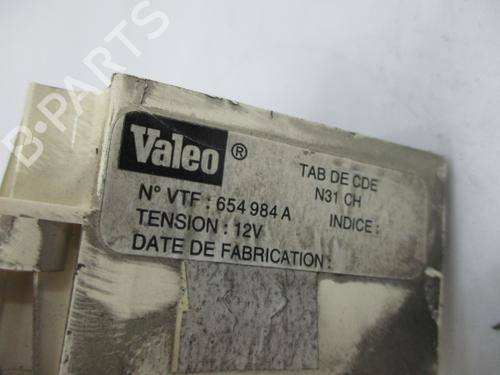 Valeo ®
TAB DE CDE
N31 CH
N° VTF : 654 984 A
INDICE :
TENSION : 12V
DATE DE FABRICATION :
B-PARTS